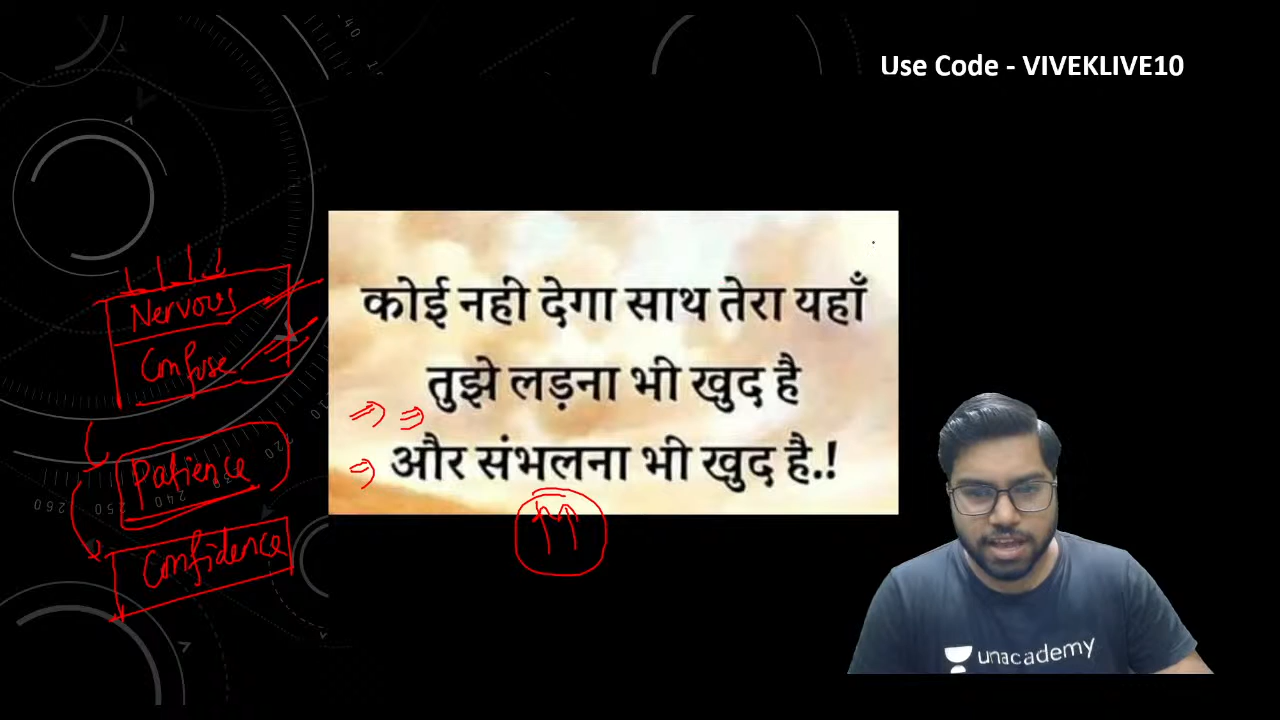 Use Code - VIVEKLIVE10
Nervous
Confuse
Patience
Confidence
कोई नही देगा साथ तेरा यहाँ
तुझे लड़ना भी खुद है
और संभलना भी खुद है.!
unacademy